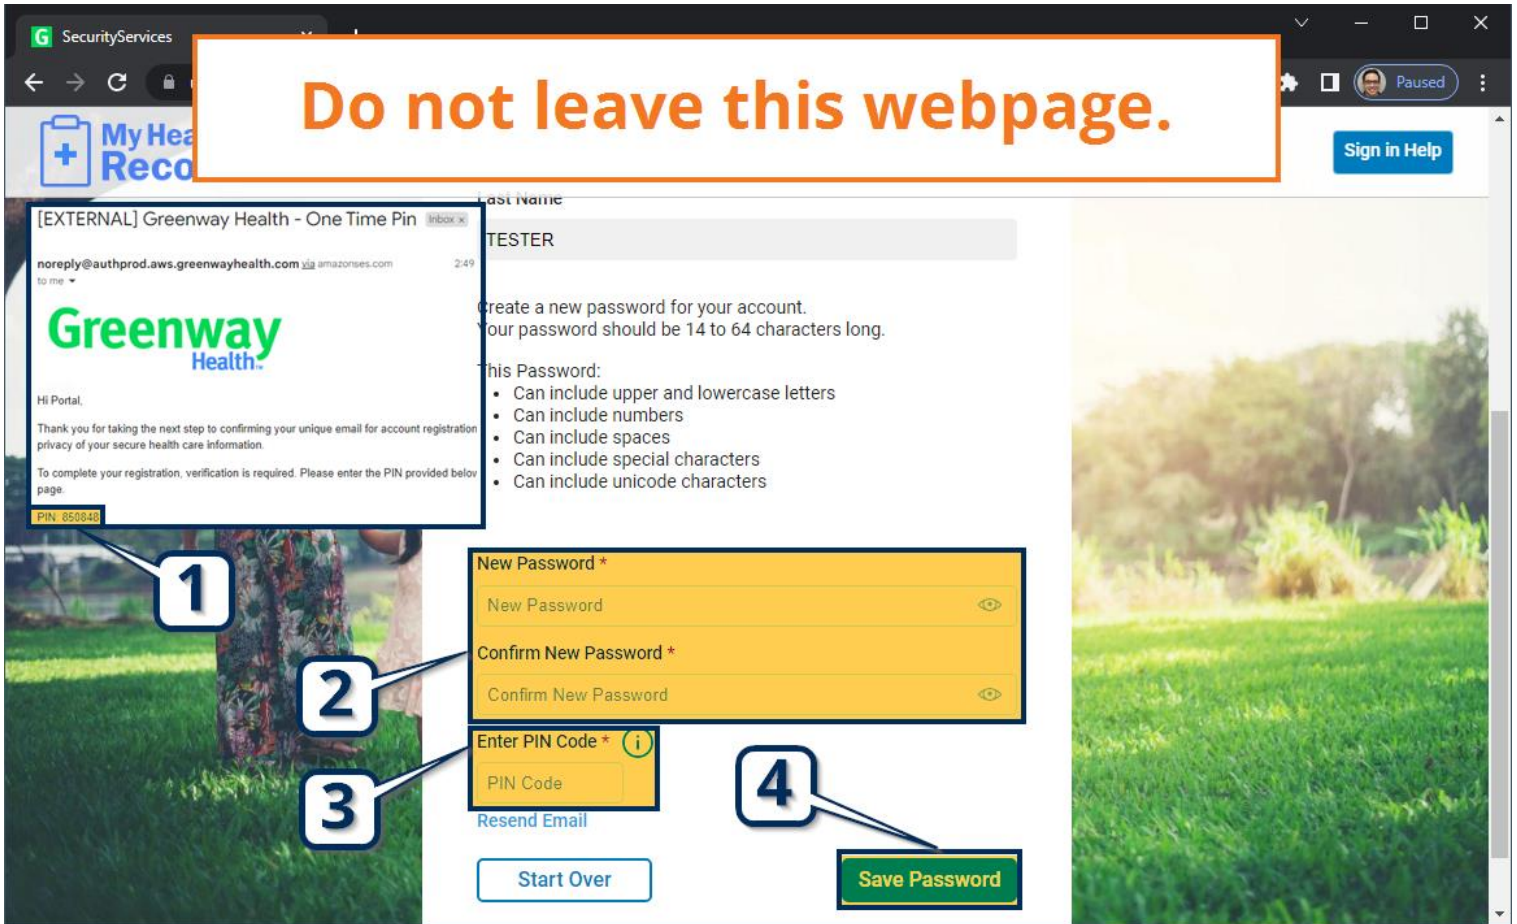 SecurityServices
Do not leave this webpage.
Paused
My Hea
Reco
Sign in Help
[EXTERNAL] Greenway Health - One Time Pin
Inbox x
noreply@authprod.aws.greenwayhealth.com via amazonses.com
2:49
to me
Greenway
Health
Hi Portal,
Thank you for taking the next step to confirming your unique email for account registration
privacy of your secure health care information.
To complete your registration, verification is required. Please enter the PIN provided below
page.
PIN: 850848
1
Last Name
TESTER
Create a new password for your account.
Your password should be 14 to 64 characters long.
This Password:
• Can include upper and lowercase letters
• Can include numbers
• Can include spaces
• Can include special characters
• Can include unicode characters
New Password *
New Password
2
Confirm New Password *
Confirm New Password
3
Enter PIN Code * i
PIN Code
4
Resend Email
Start Over
Save Password